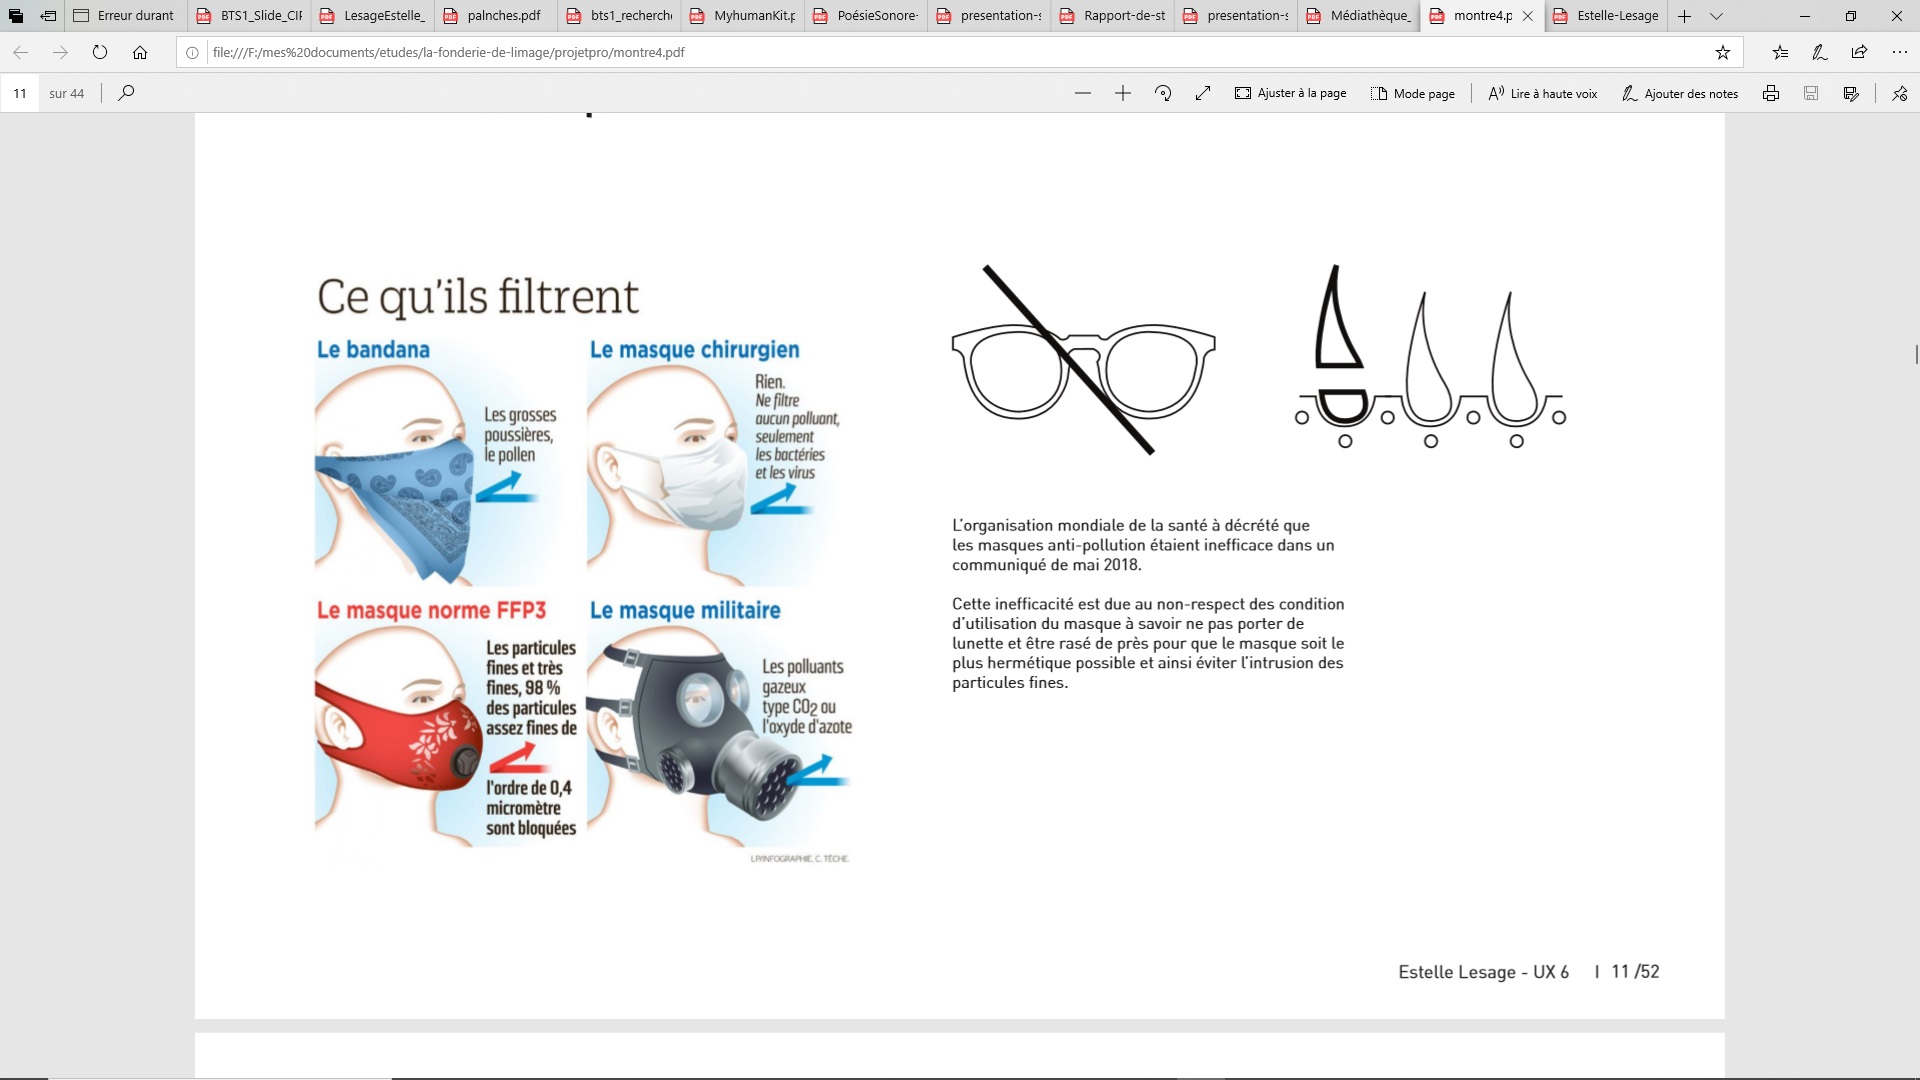 Erreur durant
BTS1_Slide_CIF
LesageEstelle_
palnches.pdf
bts1_recherch
MyhumanKit.p
PoésieSonore-
presentation-s
Rapport-de-st
presentation-s
Médiathèque_
montre4.p
Estelle-Lesage
file:///F:/mes%20documents/etudes/la-fonderie-de-limage/projetpro/montre4.pdf
11 sur 44
Ajuster à la page
Mode page
Lire à haute voix
Ajouter des notes
Ce qu'ils filtrent
Le bandana
Les grosses
poussières,
le pollen
Le masque chirurgien
Rien.
Ne filtre
aucun polluant,
seulement
les bactéries
et les virus
Le masque norme FFP3
Les particules
fines et très
fines, 98 %
des particules
assez fines de
l'ordre de 0,4
micromètre
sont bloquées
Le masque militaire
Les polluants
gazeux
type CO2 ou
l'oxyde d'azote
LP/INFOGRAPHIE, C. TÊCHE.
L'organisation mondiale de la santé à décrété que
les masques anti-pollution étaient inefficace dans un
communiqué de mai 2018.
Cette inefficacité est due au non-respect des condition
d'utilisation du masque à savoir ne pas porter de
lunette et être rasé de près pour que le masque soit le
plus hermétique possible et ainsi éviter l'intrusion des
particules fines.
Estelle Lesage - UX 6 | 11 /52